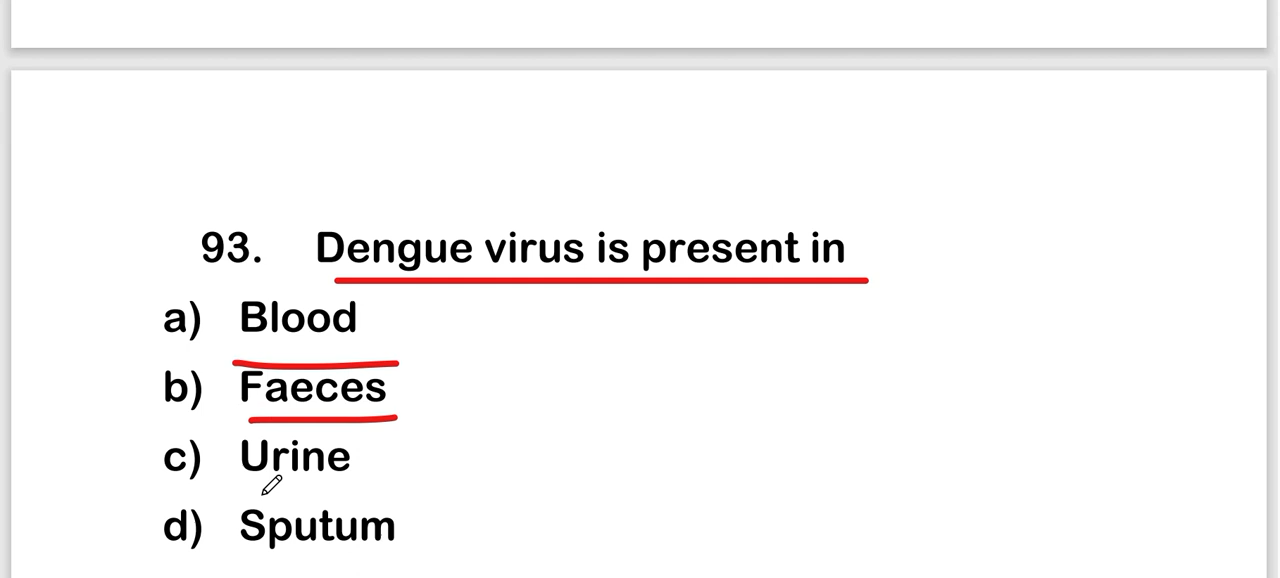 93. Dengue virus is present in
a) Blood
b) Faeces
c) Urine
d) Sputum